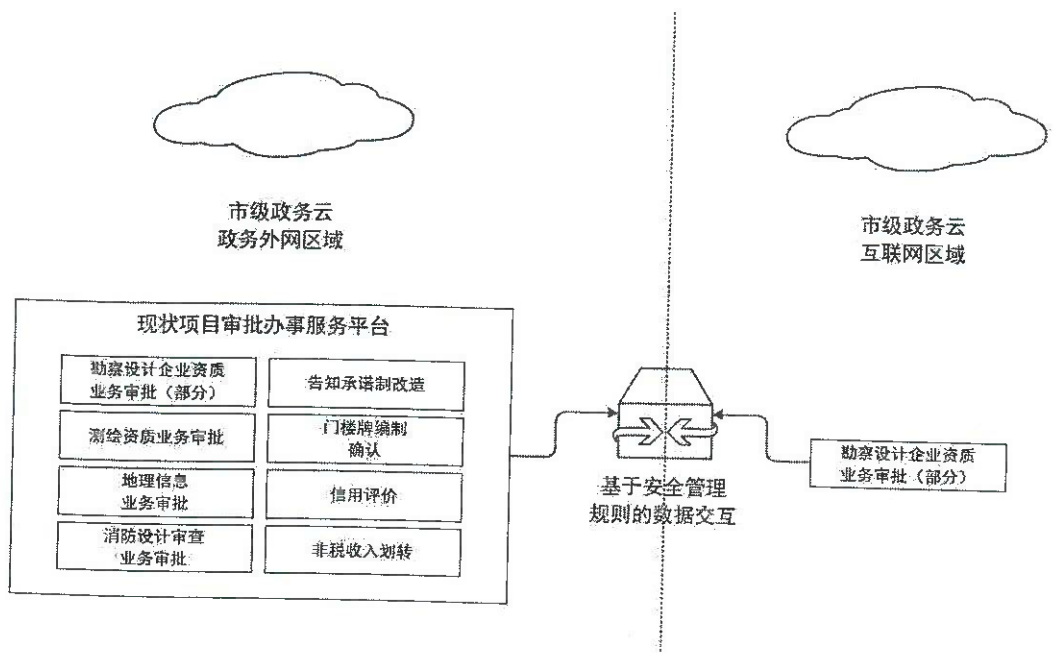 市级政务云
政务外网区域
市级政务云
互联网区域
现状项目审批办事服务平台
勘察设计企业资质
业务审批（部分）
告知承诺制改造
测绘资质业务审批
门楼牌编制
确认
地理信息
业务审批
信用评价
消防设计审查
业务审批
非税收入划转
基于安全管理
规则的数据交互
勘察设计企业资质
业务审批（部分）